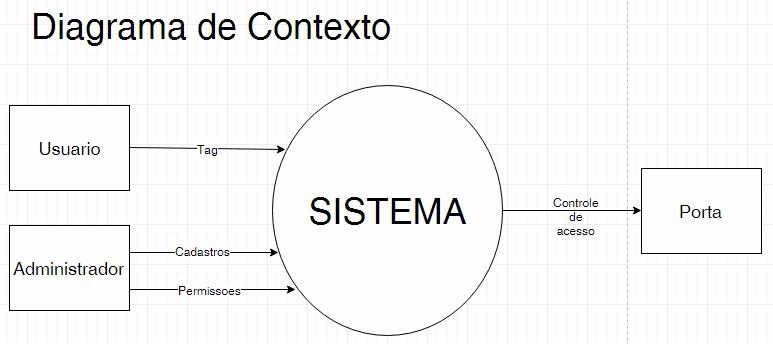 Diagrama de Contexto
Usuario
Tag
SISTEMA
Controle
de
acesso
Porta
Administrador
Cadastros
Permissoes